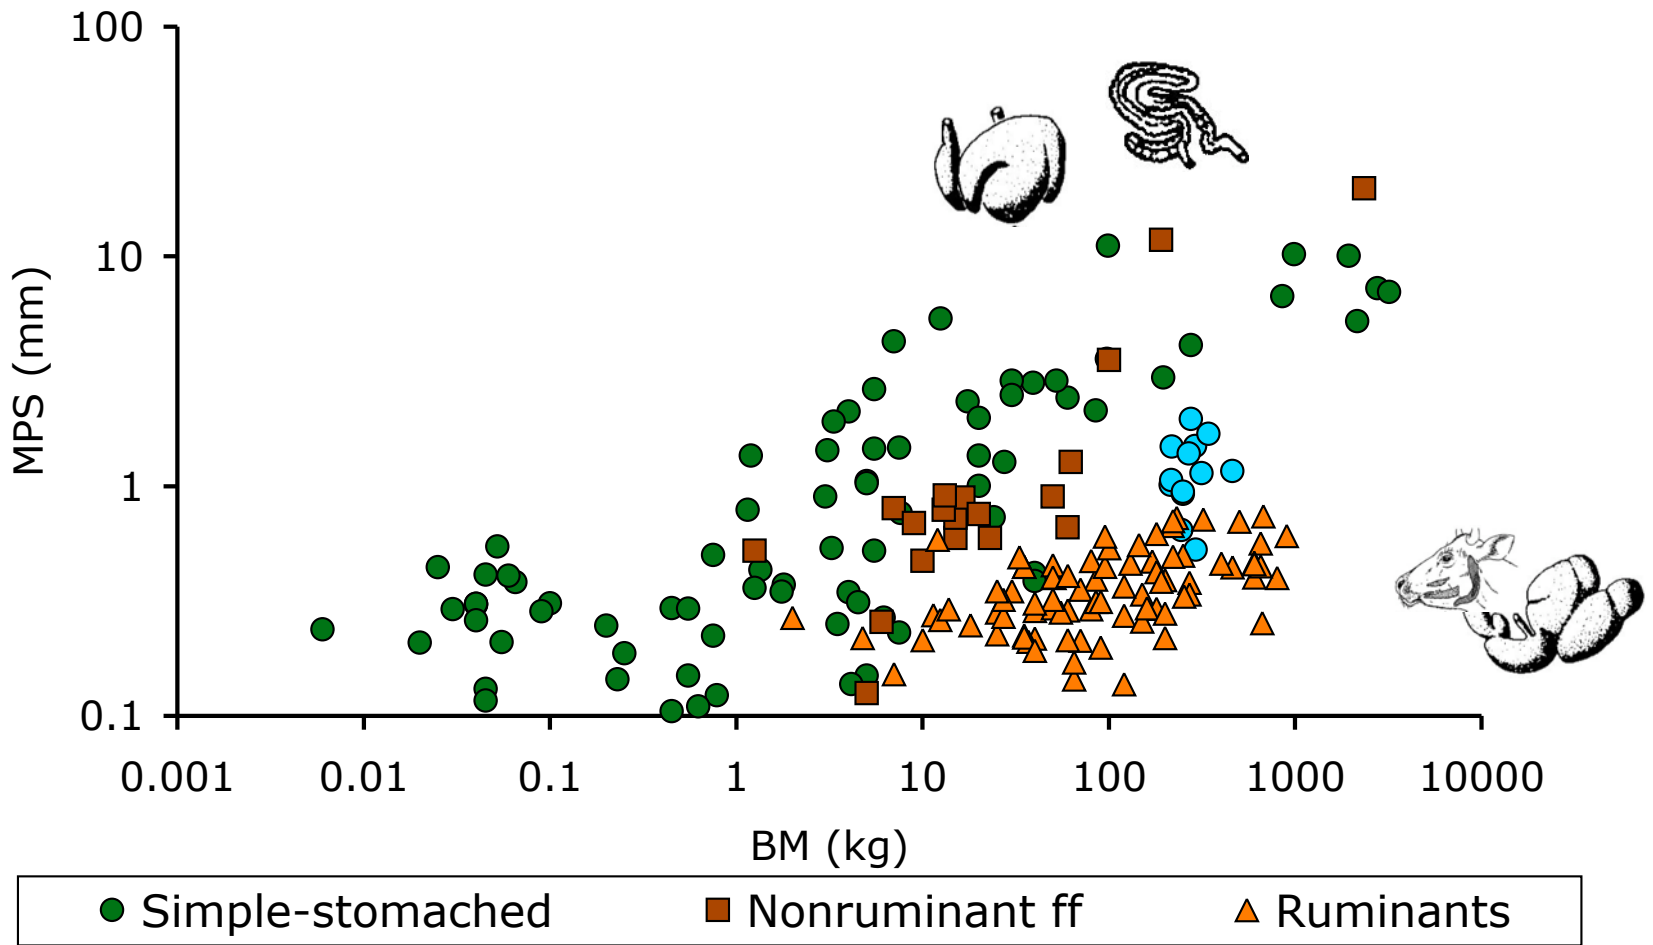 100
10
1
0.1
MPS (mm)
0.001 0.01 0.1 1 10 100 1000 10000
BM (kg)
Simple-stomached Nonruminant ff Ruminants